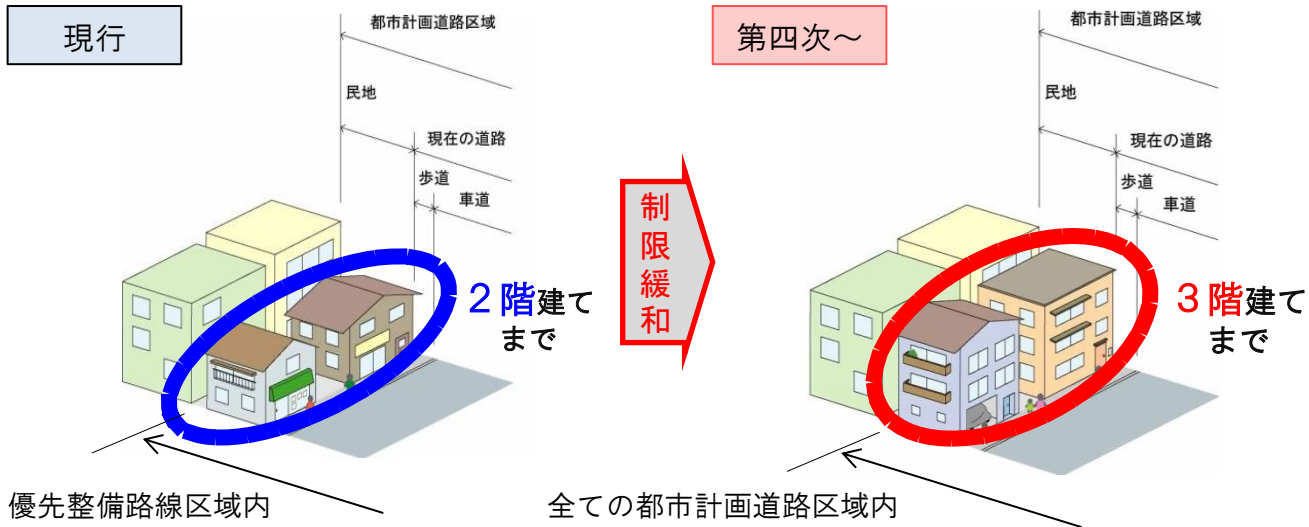 現行
都市計画道路区域
民地
現在の道路
歩道
車道
2階建て
まで
優先整備路線区域内
制限緩和
第四次～
都市計画道路区域
民地
現在の道路
歩道
車道
3階建て
まで
全ての都市計画道路区域内